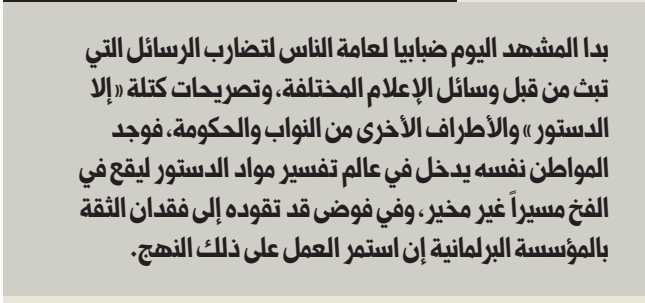 بدا المشهد اليوم ضبابيا لعامة الناس لتضارب الرسائل التي
تبث من قبل وسائل الإعلام المختلفة، وتصريحات كتلة «إلا
الدستور» والأطراف الأخرى من النواب والحكومة، فوجد
المواطن نفسه يدخل في عالم تفسير مواد الدستور ليقع في
الفخ مسيراً غير مخير، وفي فوضى قد تقوده إلى فقدان الثقة
بالمؤسسة البرلمانية إن استمر العمل على ذلك النهج.